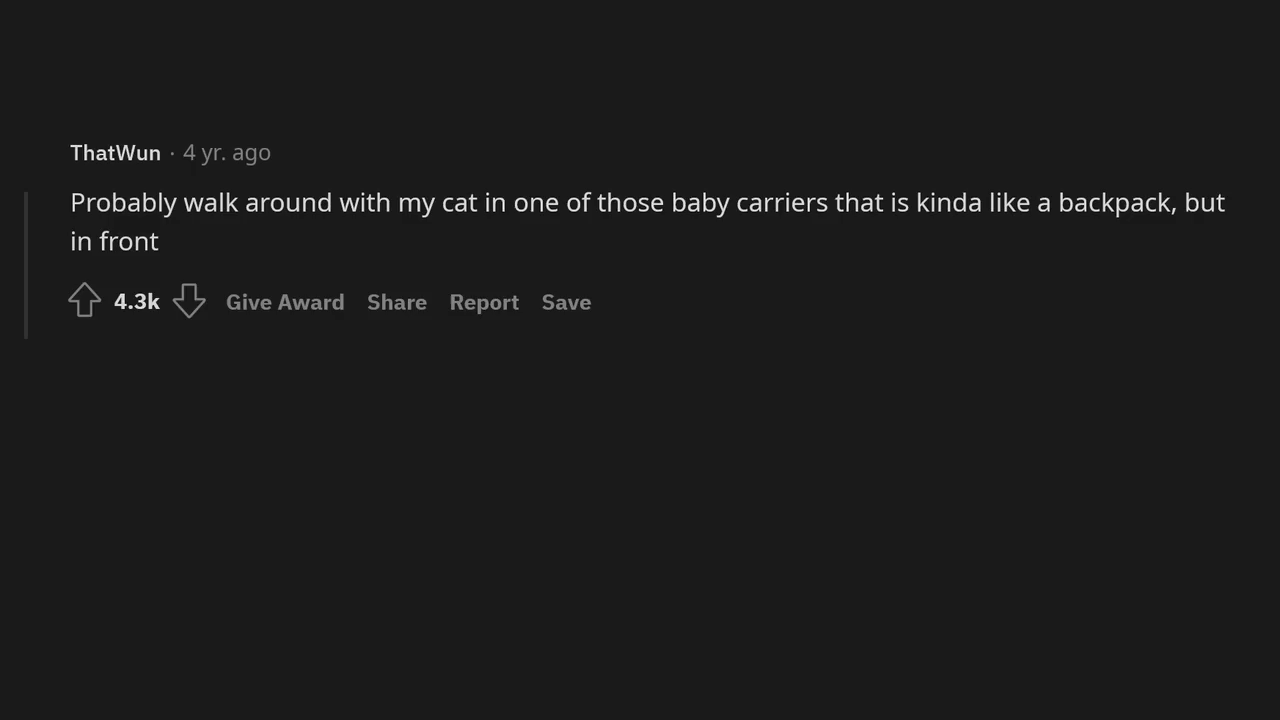 ThatWun · 4 yr. ago
Probably walk around with my cat in one of those baby carriers that is kinda like a backpack, but
in front
4.3k Give Award Share Report Save